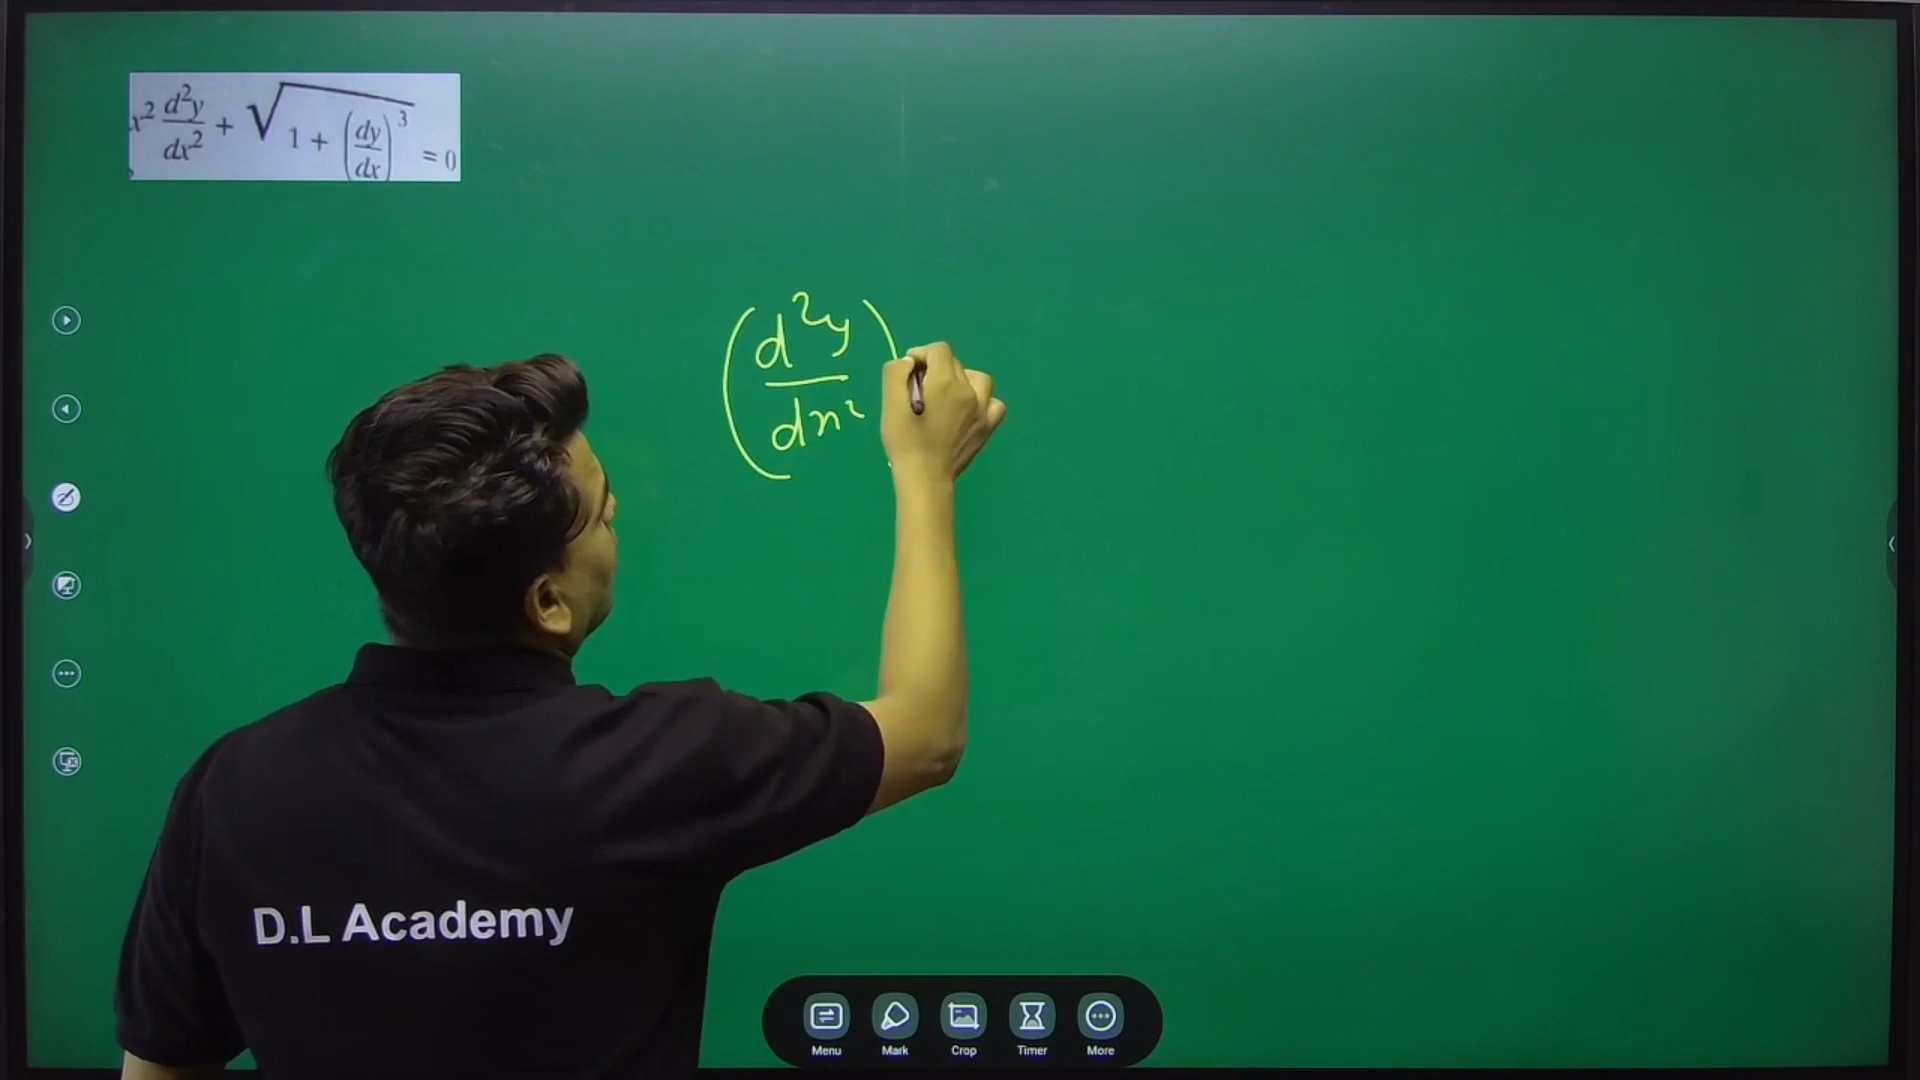 x² d²y/dx² + √1 + (dy/dx)³ = 0
(d²y/dx²)
D.L Academy
Menu Mark Crop Timer More